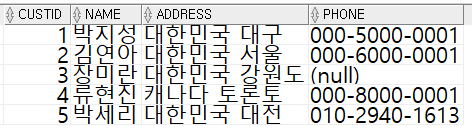 CUSTID NAME ADDRESS PHONE
1 박지성 대한민국 대구 000-5000-0001
2 김연아 대한민국 서울 000-6000-0001
3 장미란 대한민국 강원도 (null)
4 류현진 캐나다 토론토 000-8000-0001
5 박세리 대한민국 대전 010-2940-1613